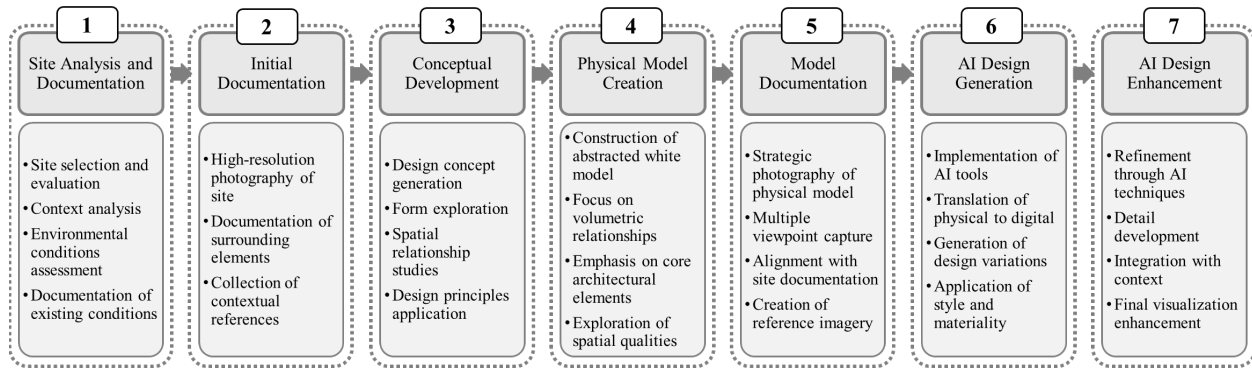 1
Site Analysis and
Documentation
• Site selection and
evaluation
• Context analysis
• Environmental
conditions
assessment
• Documentation of
existing conditions
2
Initial
Documentation
• High-resolution
photography of
site
• Documentation of
surrounding
elements
• Collection of
contextual
references
3
Conceptual
Development
• Design concept
generation
• Form exploration
• Spatial
relationship
studies
• Design principles
application
4
Physical Model
Creation
• Construction of
abstracted white
model
• Focus on
volumetric
relationships
• Emphasis on core
architectural
elements
• Exploration of
spatial qualities
5
Model
Documentation
• Strategic
photography of
physical model
• Multiple
viewpoint capture
• Alignment with
site documentation
• Creation of
reference imagery
6
AI Design
Generation
• Implementation of
AI tools
• Translation of
physical to digital
• Generation of
design variations
• Application of
style and
materiality
7
AI Design
Enhancement
• Refinement
through AI
techniques
• Detail
development
• Integration with
context
• Final visualization
enhancement